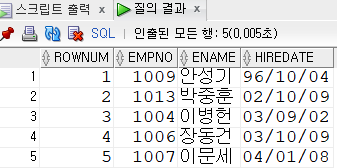 스크립트 출력 × 질의 결과 ×
SQL | 인출된 모든 행: 5(0,005초)
ROWNUM EMPNO ENAME HIREDATE
1 1 1009 안성기 96/10/04
2 2 1013 박중훈 02/10/09
3 3 1004 이병헌 03/09/02
4 4 1006 장동건 03/10/09
5 5 1007 이문세 04/01/08